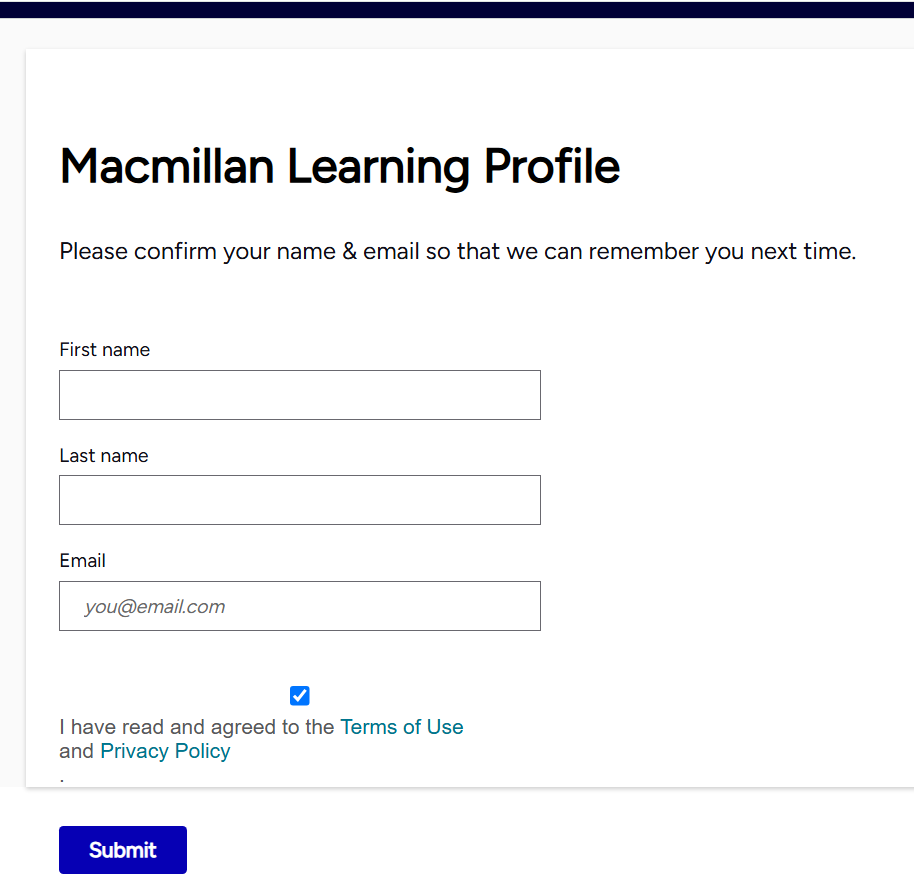 Macmillan Learning Profile
Please confirm your name & email so that we can remember you next time.
First name
Last name
Email
you@email.com
I have read and agreed to the Terms of Use
and Privacy Policy
.
Submit